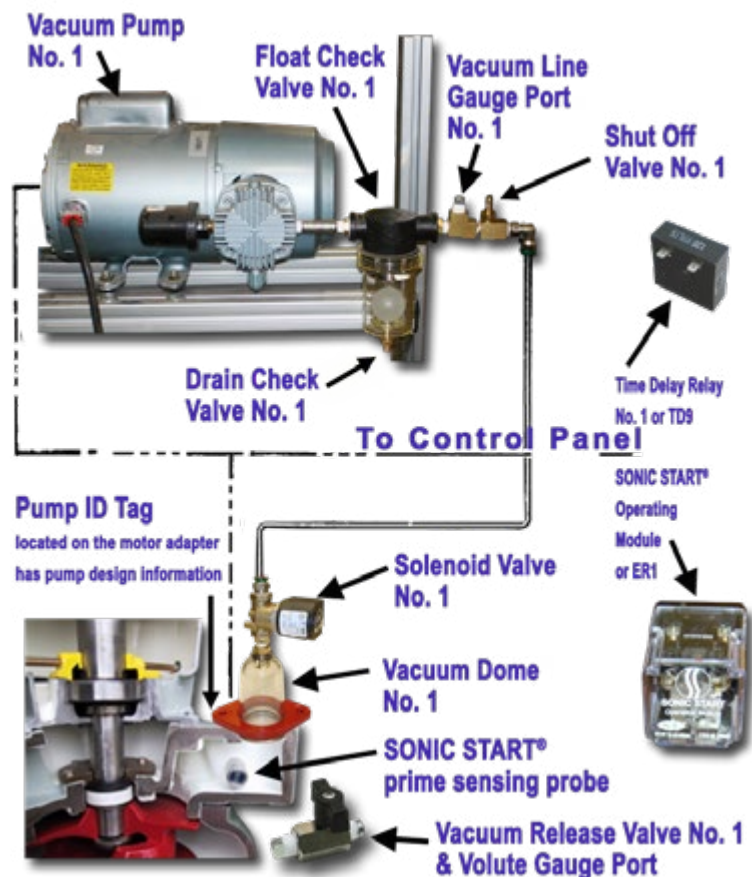 Vacuum Pump
No. 1
Float Check
Valve No. 1
Vacuum Line
Gauge Port
No. 1
Shut Off
Valve No. 1
Drain Check
Valve No. 1
Time Delay Relay
No. 1 or TD9
To Control Panel
SONIC START®
Operating
Module
or ER1
Pump ID Tag
located on the motor adapter
has pump design information
Solenoid Valve
No. 1
Vacuum Dome
No. 1
SONIC START
SONIC START®
prime sensing probe
Vacuum Release Valve No. 1
& Volute Gauge Port